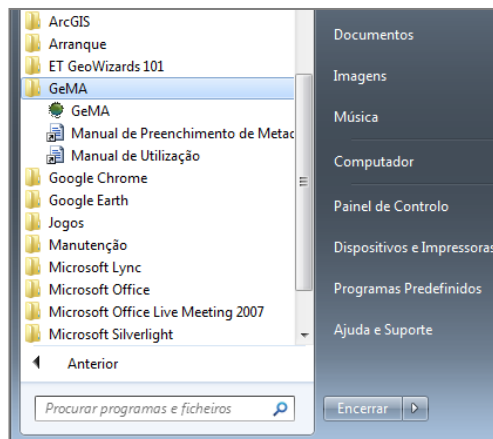 ArcGIS
Arranque
ET GeoWizards 101
GeMA
GeMA
Manual de Preenchimento de Metac
Manual de Utilização
Google Chrome
Google Earth
Jogos
Manutenção
Microsoft Lync
Microsoft Office
Microsoft Office Live Meeting 2007
Microsoft Silverlight
Anterior
Procurar programas e ficheiros
Documentos
Imagens
Música
Computador
Painel de Controlo
Dispositivos e Impressoras
Programas Predefinidos
Ajuda e Suporte
Encerrar